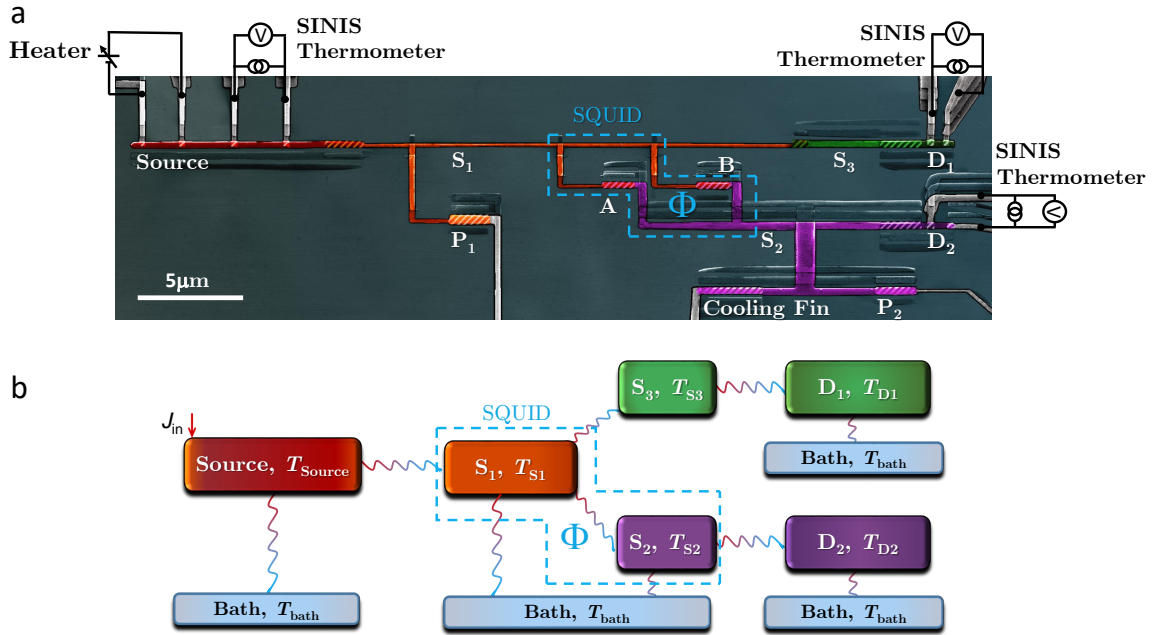 a
Heater
V
SINIS
Thermometer
SINIS
Thermometer
V
SQUID
Source
S1
S3
D1
SINIS
Thermometer
V
A
B
Φ
P1
S2
D2
5μm
Cooling Fin
P2
b
Jin
Source, TSource
SQUID
S1, TS1
S3, TS3
D1, TD1
Bath, Tbath
Φ
S2, TS2
D2, TD2
Bath, Tbath
Bath, Tbath
Bath, Tbath